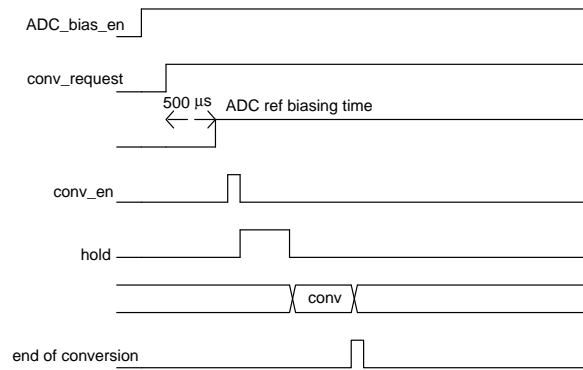 ADC_bias_en
conv_request
500 μs ADC ref biasing time
conv_en
hold
conv
end of conversion